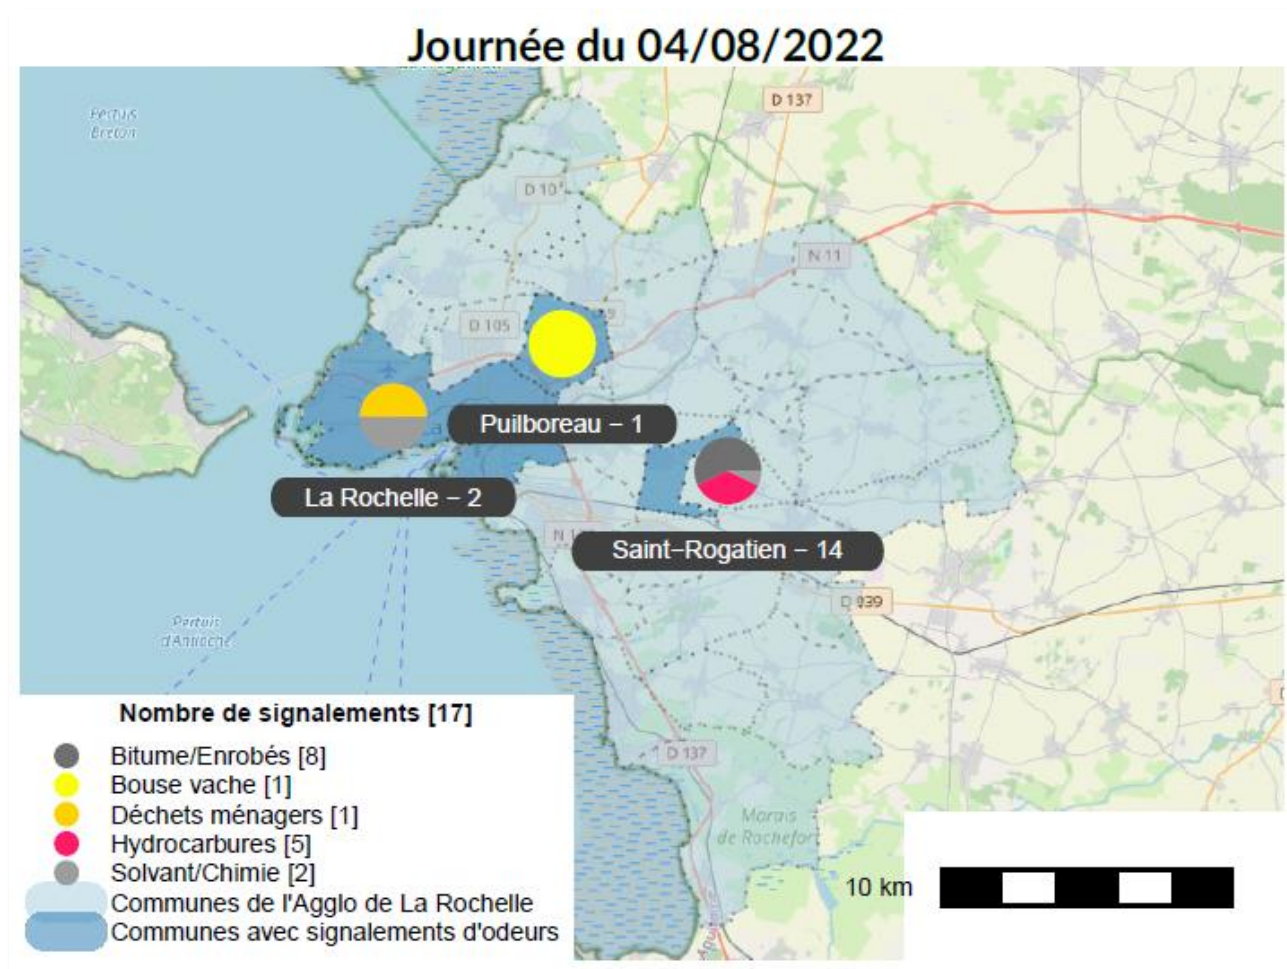 Journée du 04/08/2022
Pertuis
Breton
D 137
D 10
N 11
D 105
9
Puilboreau – 1
La Rochelle – 2
Saint–Rogatien – 14
N 1
D 939
Pertuis
d'Antioche
D 137
Marais
de Rochefort
Nombre de signalements [17]
Bitume/Enrobés [8]
Bouse vache [1]
Déchets ménagers [1]
Hydrocarbures [5]
Solvant/Chimie [2]
Communes de l'Agglo de La Rochelle
Communes avec signalements d'odeurs
10 km